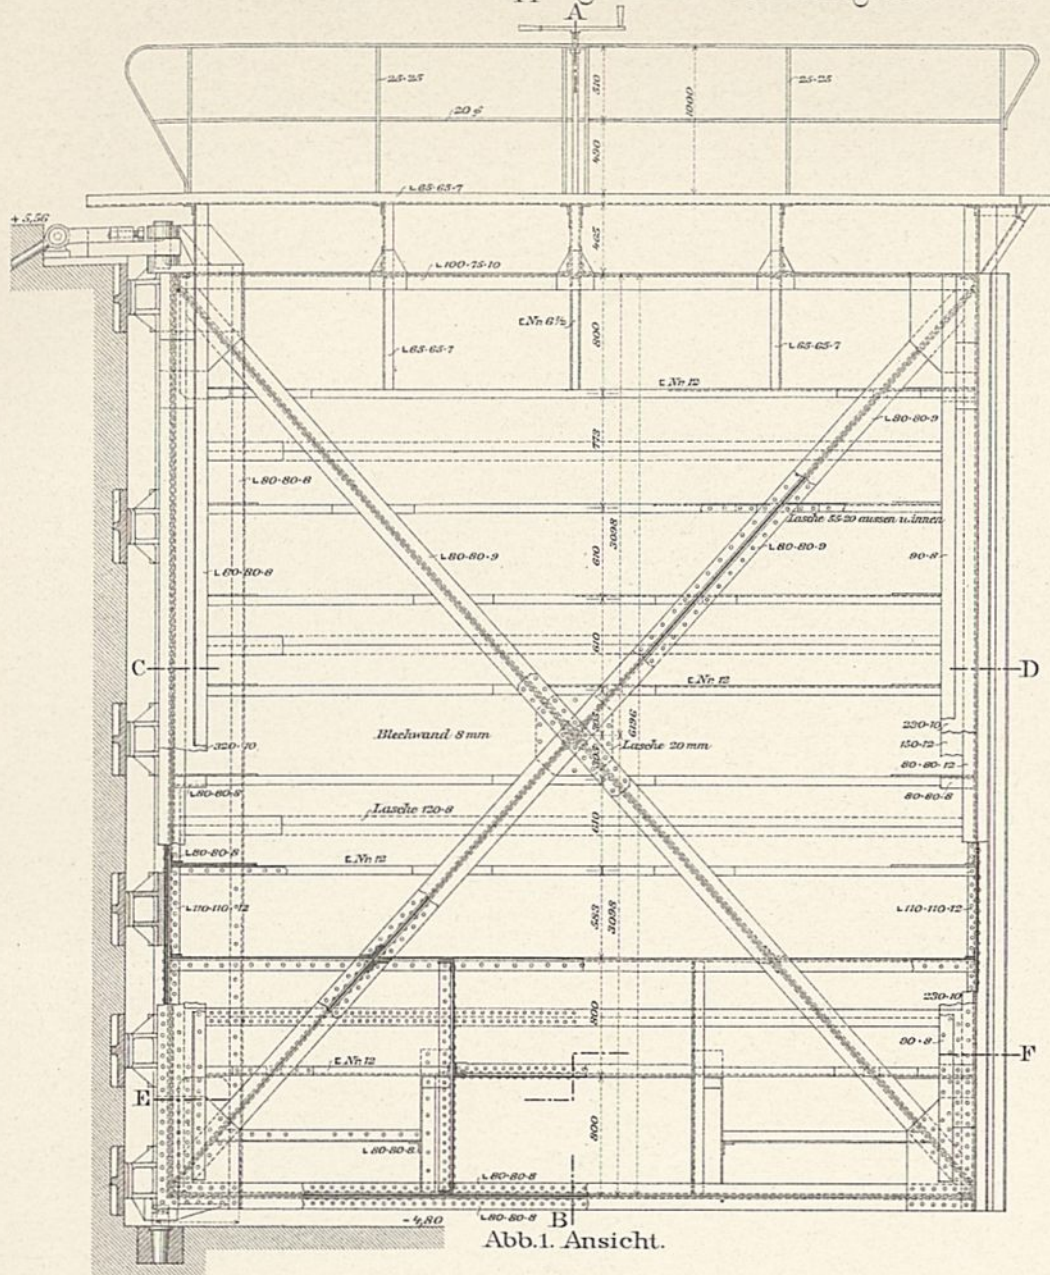 A
25·25
25·25
510
1000
20 φ
490
∟65·65·7
+ 5,56
465
∟100·75·10
⊏ Nr. 6½
800
∟65·65·7
∟65·65·7
⊏ Nr. 12
∟80·80·9
773
∟80·80·8
Lasche 55·20 aussen u. innen
3098
∟80·80·9
∟80·80·9
610
90·8
∟80·80·8
610
C
D
⊏ Nr. 12
6196
230·10
Blechwand 8 mm
Lasche 20 mm
320·10
150·12
80·80·12
∟80·80·8
80·80·8
Lasche 120·8
610
∟80·80·8
⊏ Nr. 12
∟110·110·12
∟110·110·12
583
3098
230·10
800
90·8
F
⊏ Nr. 12
E
800
∟80·80·8
∟80·80·8
∟80·80·8
- 4,80
B
Abb. 1. Ansicht.